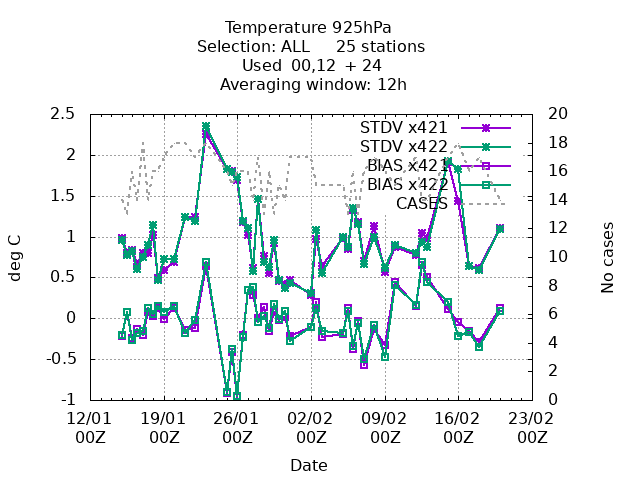 Temperature 925hPa
Selection: ALL 25 stations
Used 00,12 + 24
Averaging window: 12h
2.5
2
1.5
1
0.5
0
-0.5
-1
deg C
20
18
16
14
12
10
8
6
4
2
0
No cases
STDV x421
STDV x422
BIAS x421
BIAS x422
CASES
12/01 19/01 26/01 02/02 09/02 16/02 23/02
00Z 00Z 00Z 00Z 00Z 00Z 00Z
Date